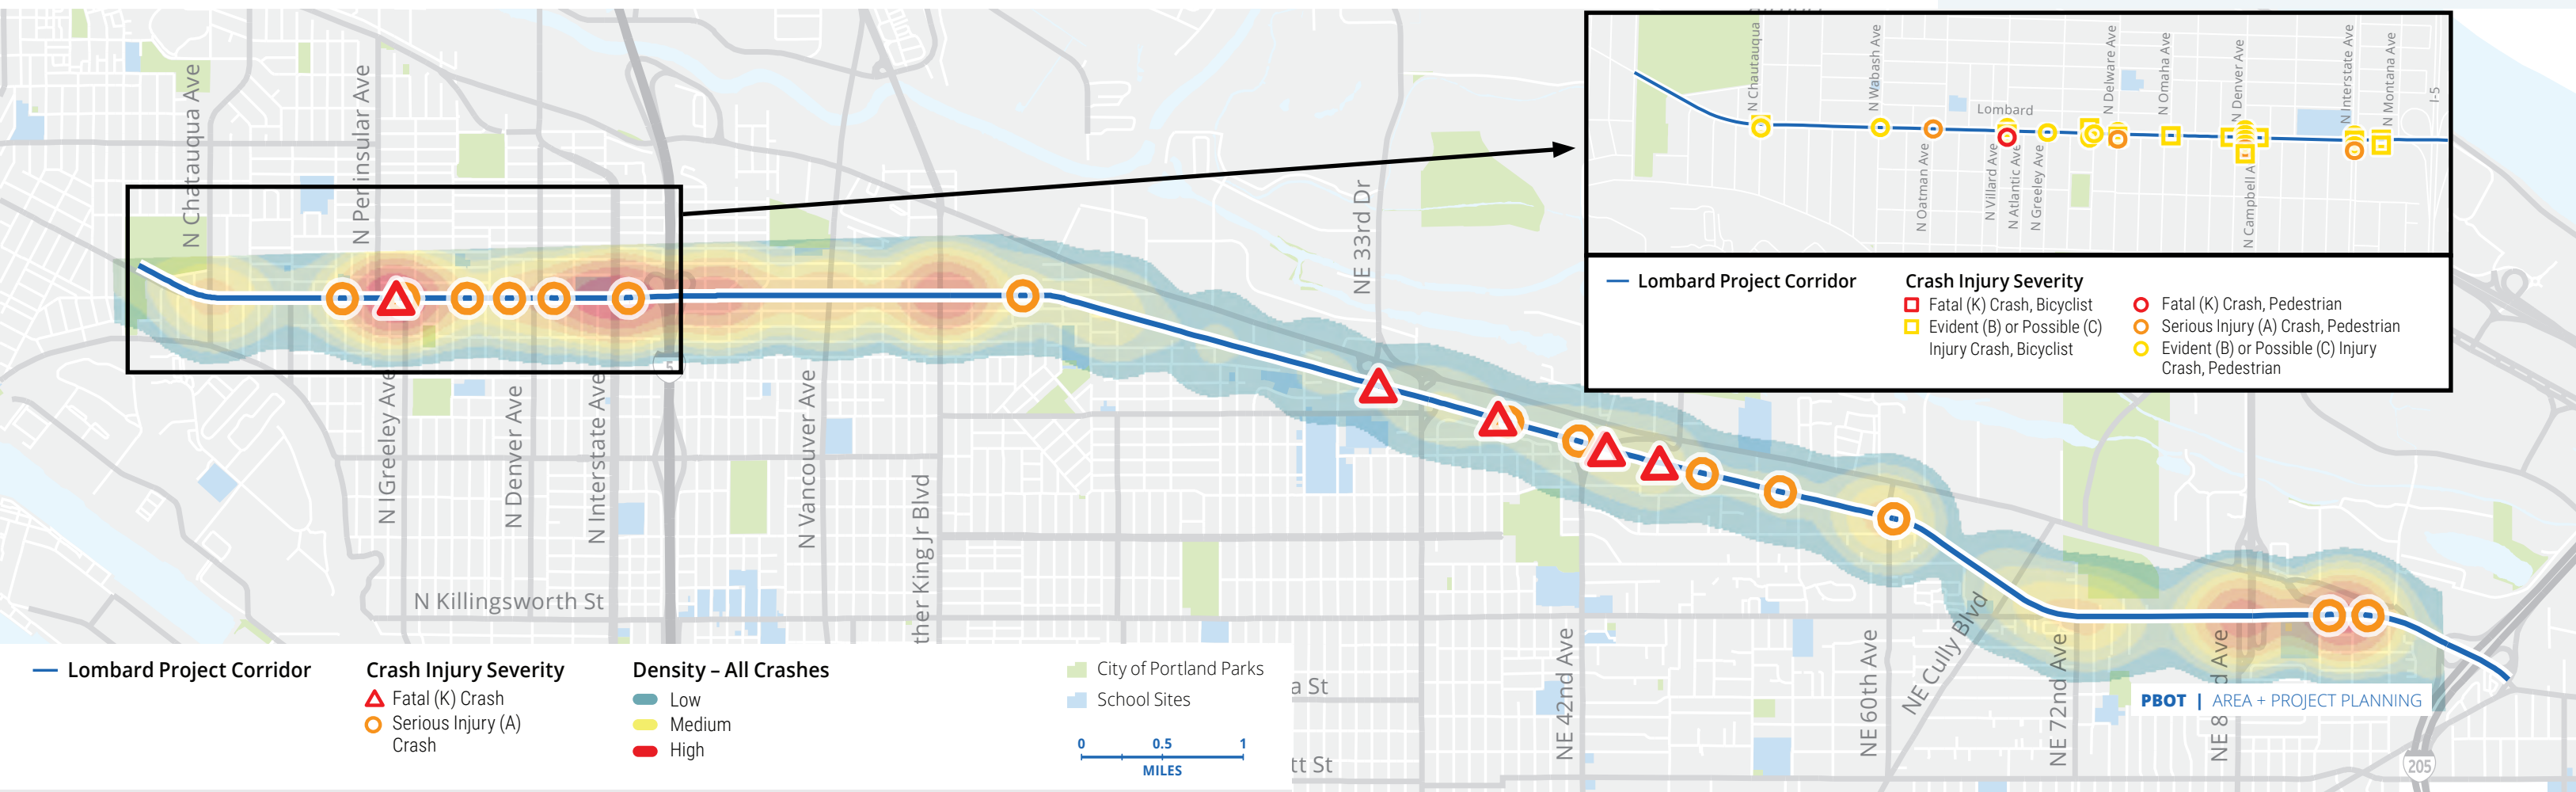 N Chatauqua Ave
N Peninsular Ave
NE 33rd Dr
N lGreeley Ave
N Denver Ave
N Interstate Ave
5
N Vancouver Ave
ther King Jr Blvd
N Killingsworth St
NE 42nd Ave
NE 60th Ave
NE Cully Blvd
NE 72nd Ave
NE 8
d Ave
a St
tt St
205
N Chautauqua
N Wabash Ave
N Delware Ave
N Omaha Ave
N Denver Ave
N Interstate Ave
N Montana Ave
I-5
Lombard
N Oatman Ave
N Villard Ave
N Atlantic Ave
N Greeley Ave
N Campbell A
Lombard Project Corridor
Crash Injury Severity
Fatal (K) Crash, Bicyclist
Evident (B) or Possible (C)
Injury Crash, Bicyclist
Fatal (K) Crash, Pedestrian
Serious Injury (A) Crash, Pedestrian
Evident (B) or Possible (C) Injury
Crash, Pedestrian
Lombard Project Corridor
Crash Injury Severity
Fatal (K) Crash
Serious Injury (A)
Crash
Density – All Crashes
Low
Medium
High
City of Portland Parks
School Sites
0 0.5 1
MILES
PBOT | AREA + PROJECT PLANNING